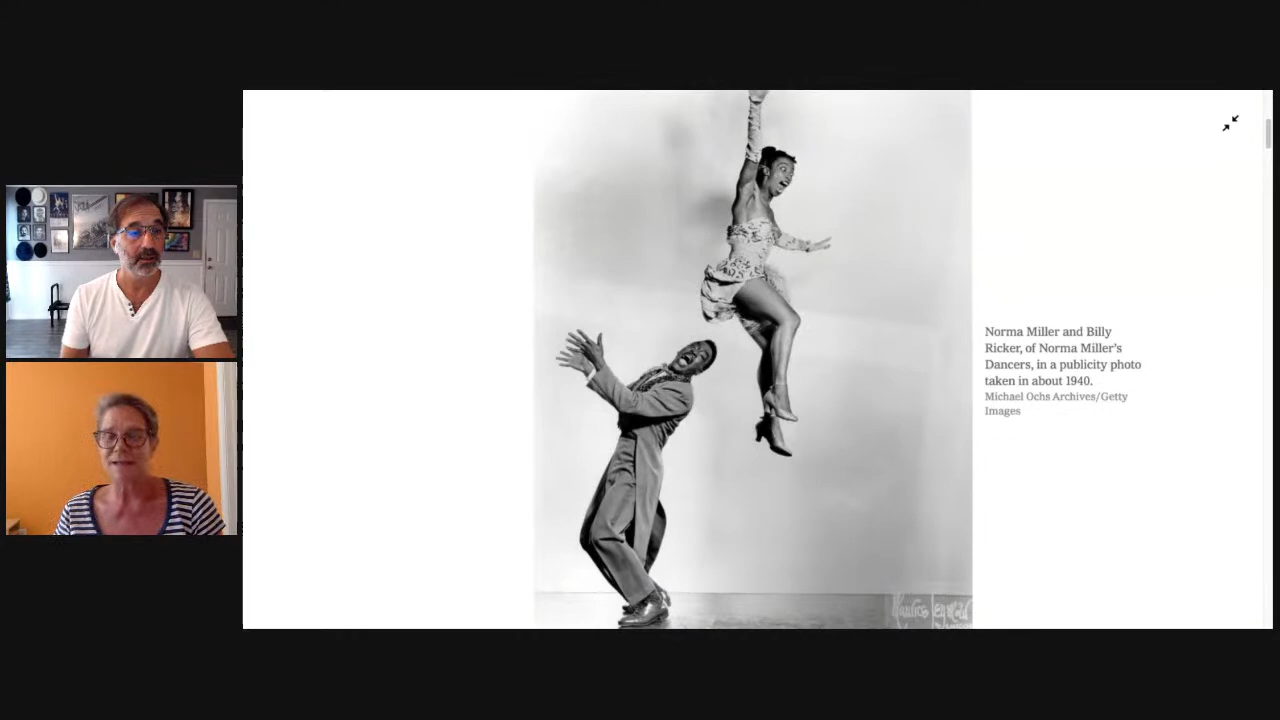 Norma Miller and Billy
Ricker, of Norma Miller's
Dancers, in a publicity photo
taken in about 1940.
Michael Ochs Archives/Getty
Images